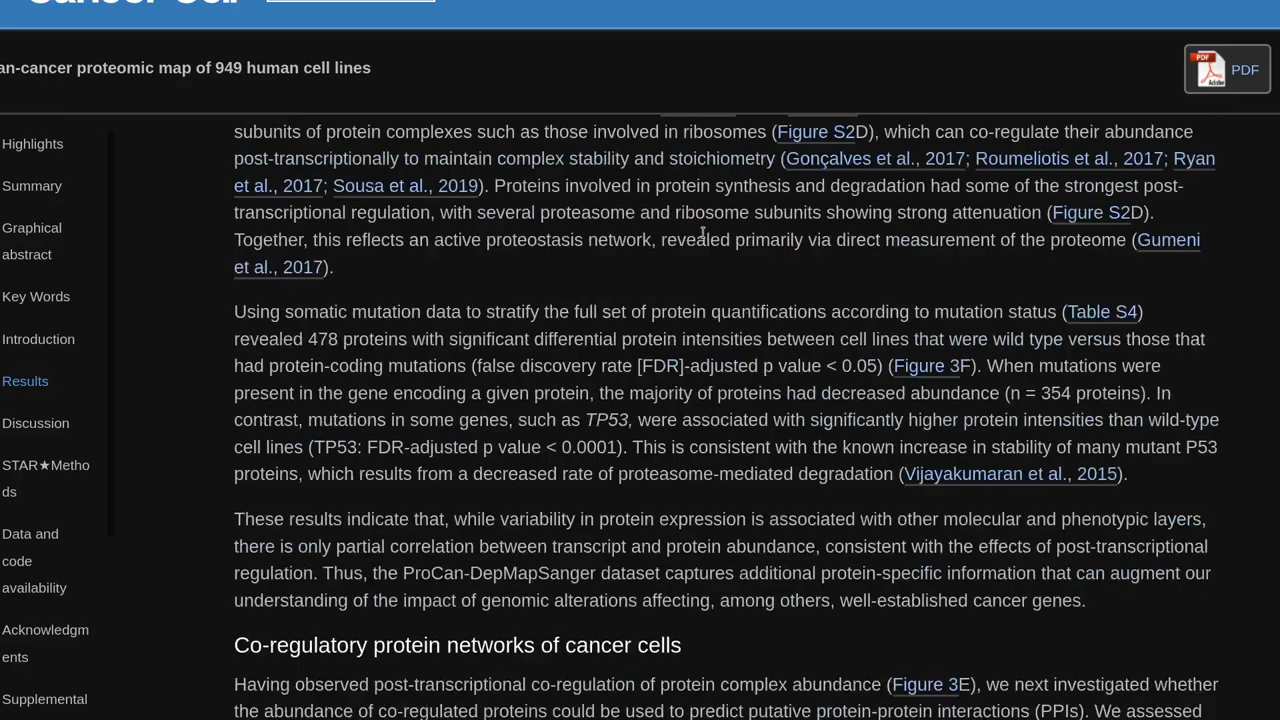 an-cancer proteomic map of 949 human cell lines
PDF
Highlights
Summary
Graphical
abstract
Key Words
Introduction
Results
Discussion
STAR★Metho
ds
Data and
code
availability
Acknowledgm
ents
Supplemental
subunits of protein complexes such as those involved in ribosomes (Figure S2D), which can co-regulate their abundance
post-transcriptionally to maintain complex stability and stoichiometry (Gonçalves et al., 2017; Roumeliotis et al., 2017; Ryan
et al., 2017; Sousa et al., 2019). Proteins involved in protein synthesis and degradation had some of the strongest post-
transcriptional regulation, with several proteasome and ribosome subunits showing strong attenuation (Figure S2D).
Together, this reflects an active proteostasis network, revealed primarily via direct measurement of the proteome (Gumeni
et al., 2017).
Using somatic mutation data to stratify the full set of protein quantifications according to mutation status (Table S4)
revealed 478 proteins with significant differential protein intensities between cell lines that were wild type versus those that
had protein-coding mutations (false discovery rate [FDR]-adjusted p value < 0.05) (Figure 3F). When mutations were
present in the gene encoding a given protein, the majority of proteins had decreased abundance (n = 354 proteins). In
contrast, mutations in some genes, such as TP53, were associated with significantly higher protein intensities than wild-type
cell lines (TP53: FDR-adjusted p value < 0.0001). This is consistent with the known increase in stability of many mutant P53
proteins, which results from a decreased rate of proteasome-mediated degradation (Vijayakumaran et al., 2015).
These results indicate that, while variability in protein expression is associated with other molecular and phenotypic layers,
there is only partial correlation between transcript and protein abundance, consistent with the effects of post-transcriptional
regulation. Thus, the ProCan-DepMapSanger dataset captures additional protein-specific information that can augment our
understanding of the impact of genomic alterations affecting, among others, well-established cancer genes.
Co-regulatory protein networks of cancer cells
Having observed post-transcriptional co-regulation of protein complex abundance (Figure 3E), we next investigated whether
the abundance of co-regulated proteins could be used to predict putative protein-protein interactions (PPIs). We assessed